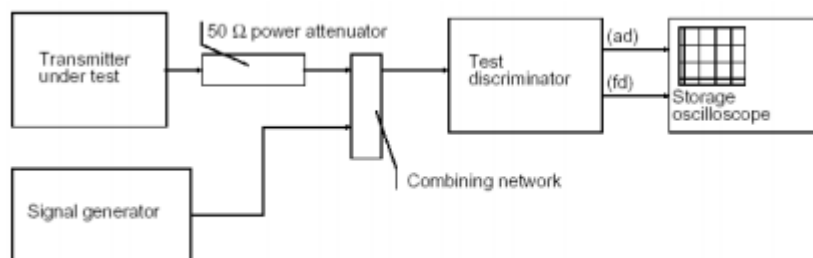 50 Ω power attenuator
Transmitter
under test
Test
discriminator
(ad)
(fd)
Storage
oscilloscope
Combining network
Signal generator